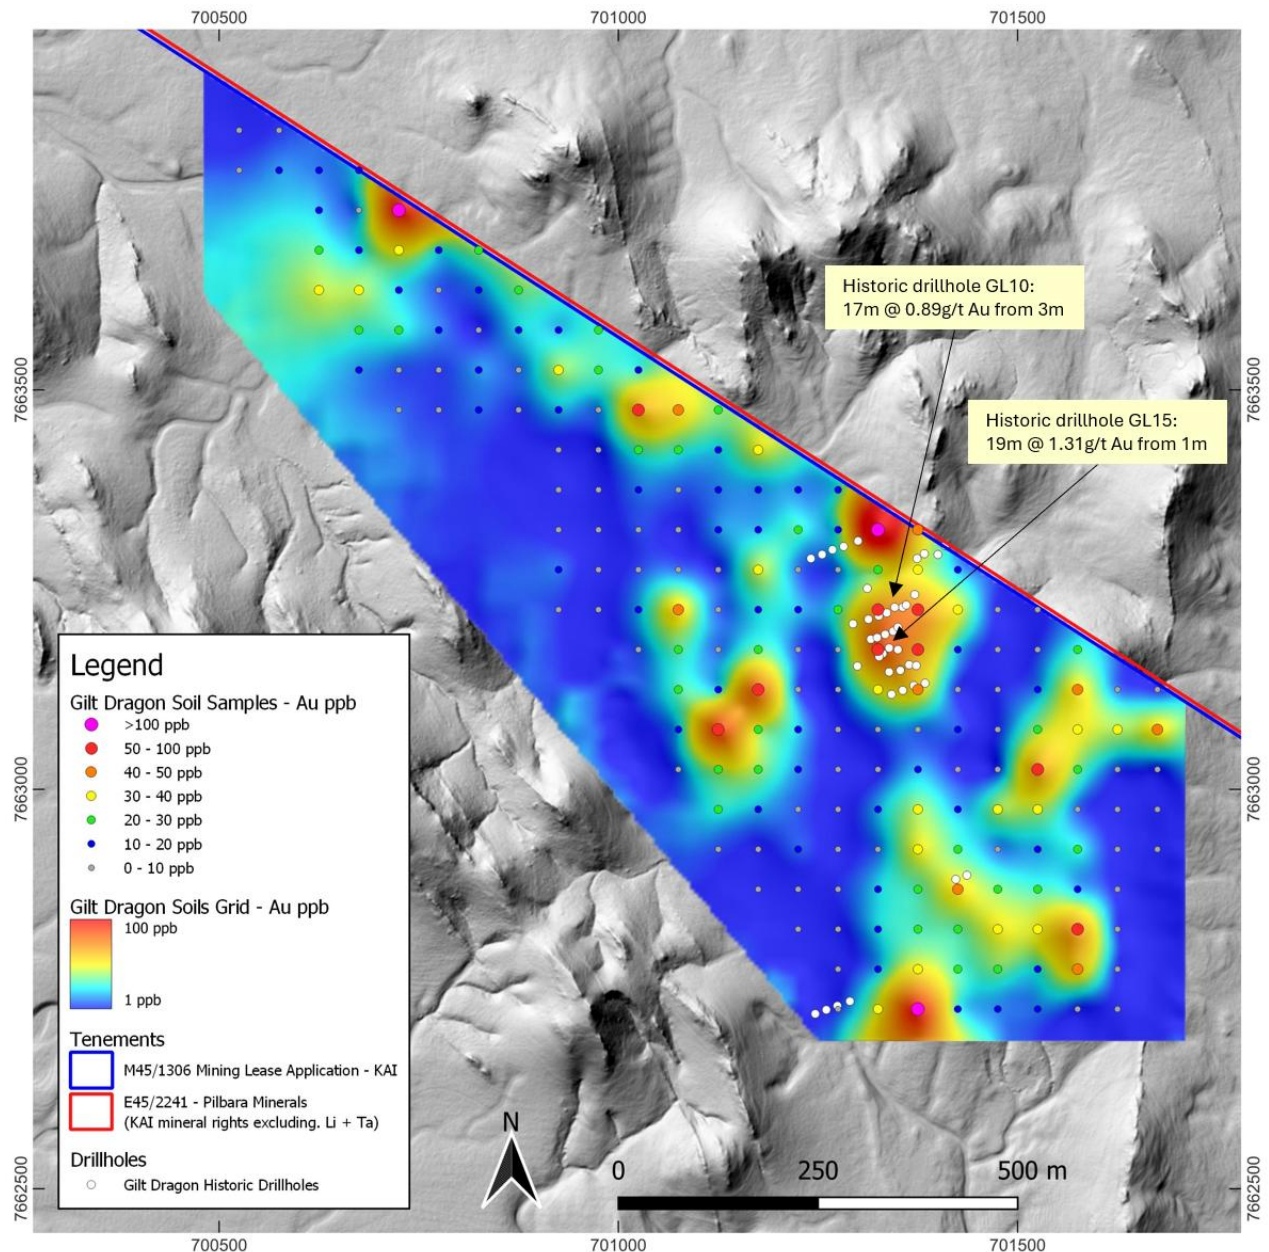 700500
701000
701500
Historic drillhole GL10:
17m @ 0.89g/t Au from 3m
7663500
7663500
Historic drillhole GL15:
19m @ 1.31g/t Au from 1m
Legend
Gilt Dragon Soil Samples - Au ppb
>100 ppb
50 - 100 ppb
40 - 50 ppb
30 - 40 ppb
20 - 30 ppb
10 - 20 ppb
0 - 10 ppb
Gilt Dragon Soils Grid - Au ppb
100 ppb
1 ppb
Tenements
M45/1306 Mining Lease Application - KAI
E45/2241 - Pilbara Minerals
(KAI mineral rights excluding. Li + Ta)
Drillholes
Gilt Dragon Historic Drillholes
7663000
7663000
N
0 250 500 m
7662500
7662500
700500
701000
701500